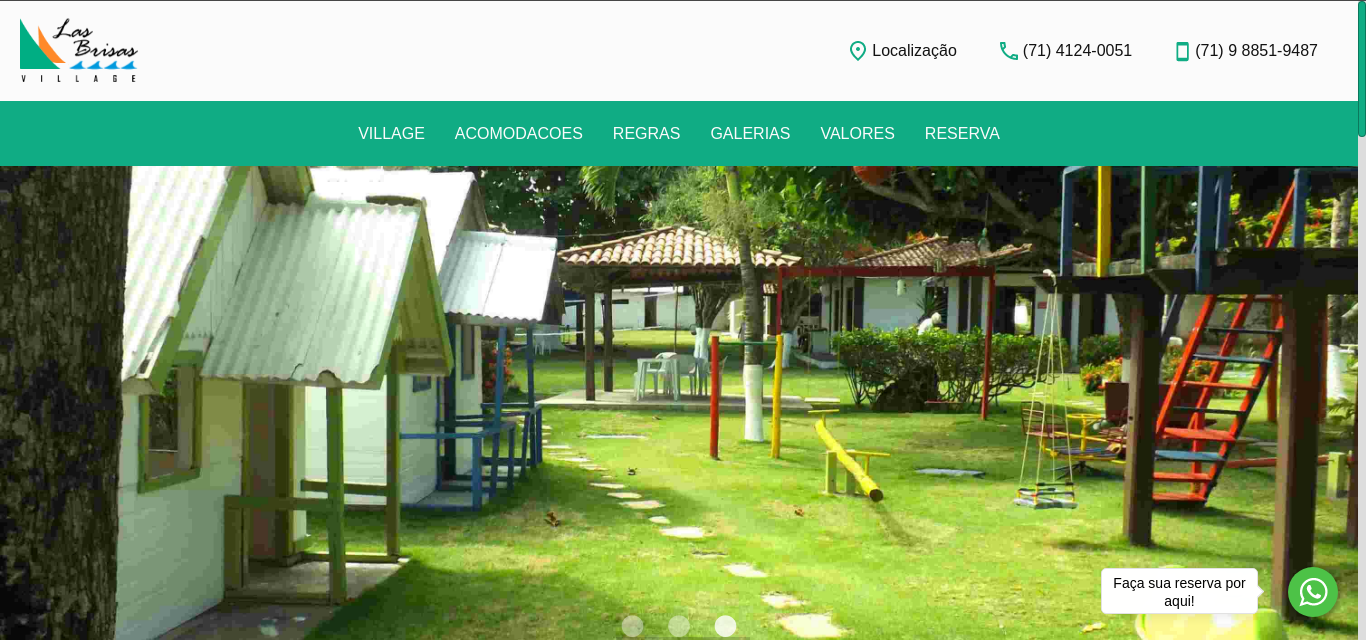 Las
Brisas
VILLAGE
Localização
(71) 4124-0051
(71) 9 8851-9487
VILLAGE ACOMODACOES REGRAS GALERIAS VALORES RESERVA
Faça sua reserva por
aqui!